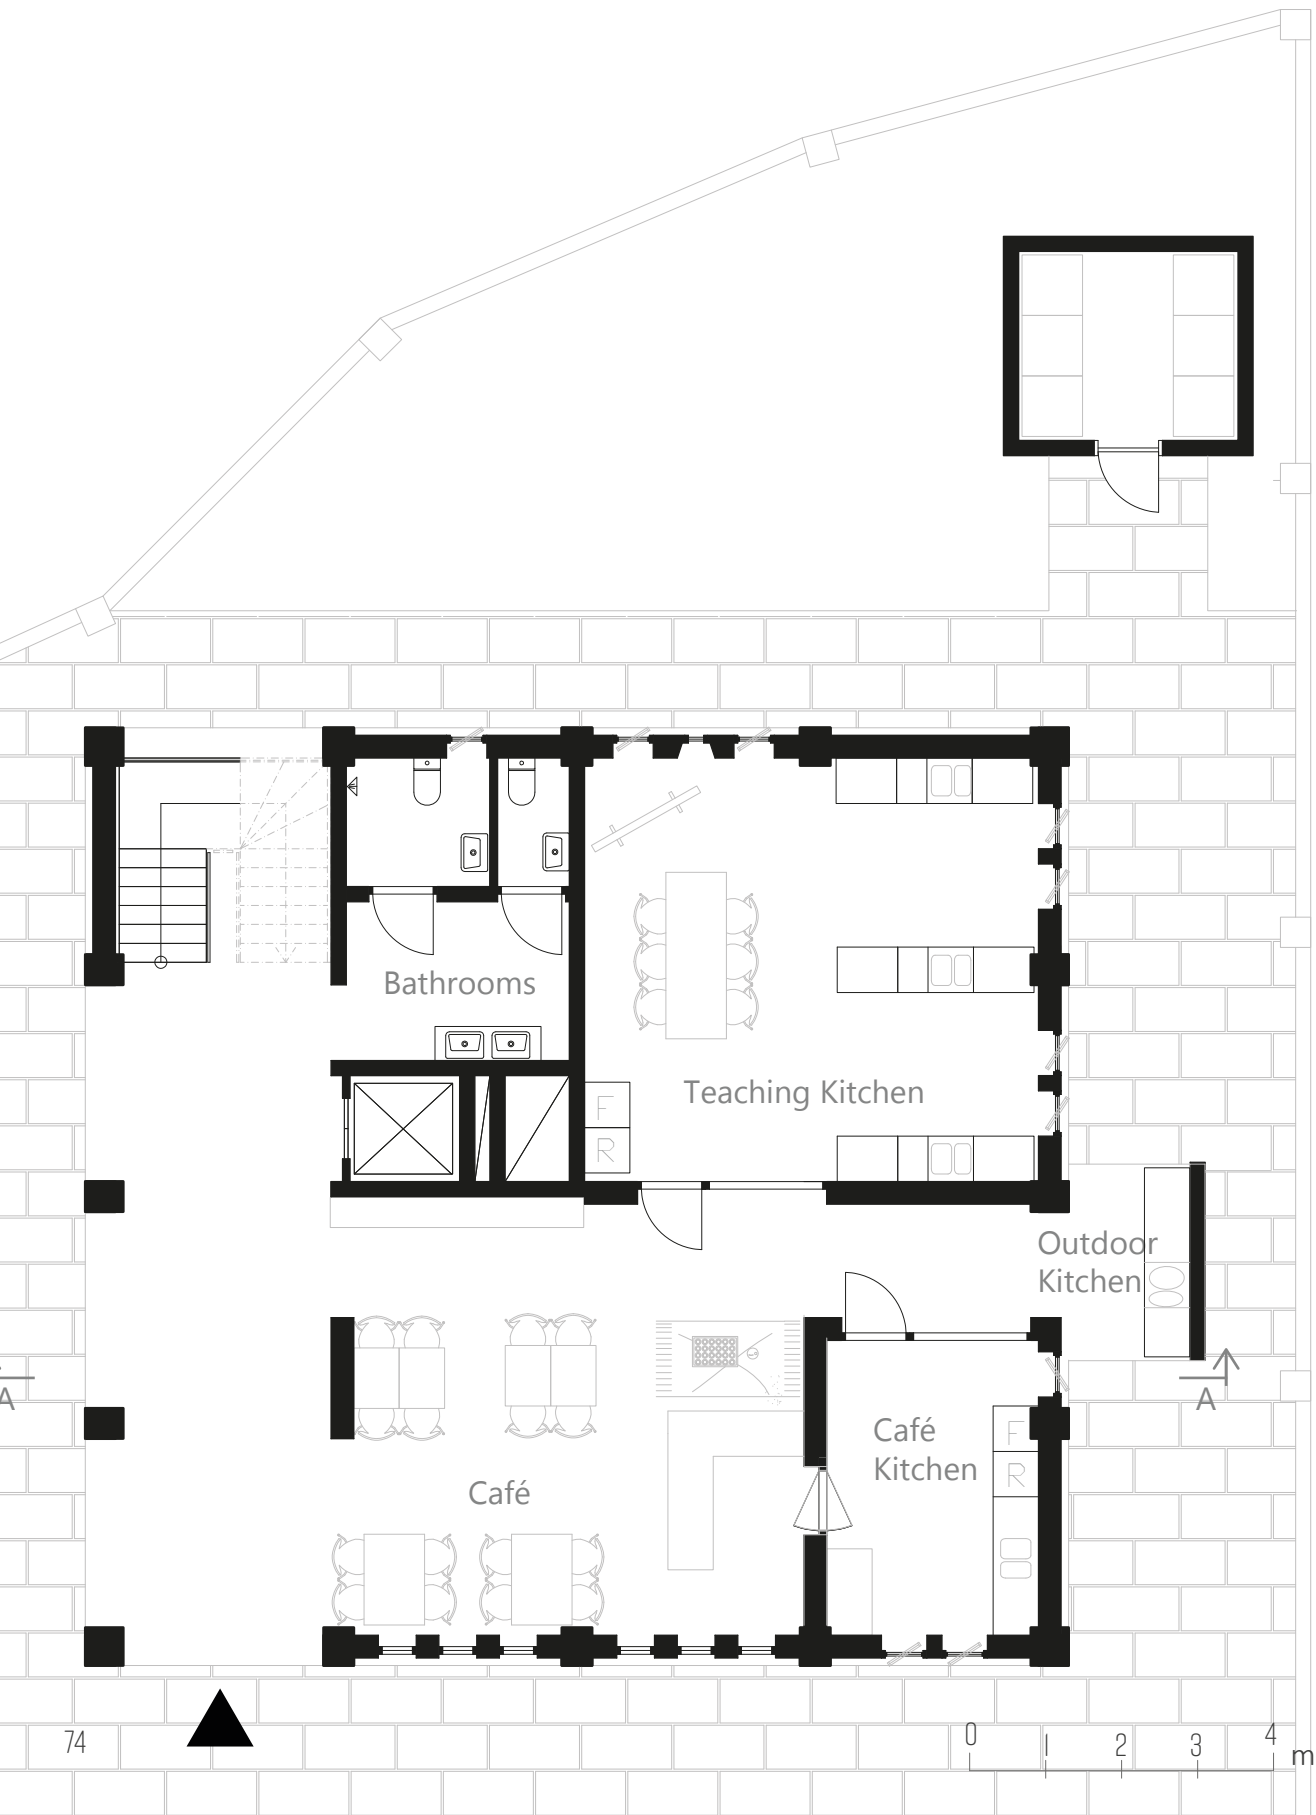 Bathrooms
F
Teaching Kitchen
R
Outdoor
Kitchen
A
A
Café
F
Kitchen
R
Café
74
0 1 2 3 4 m